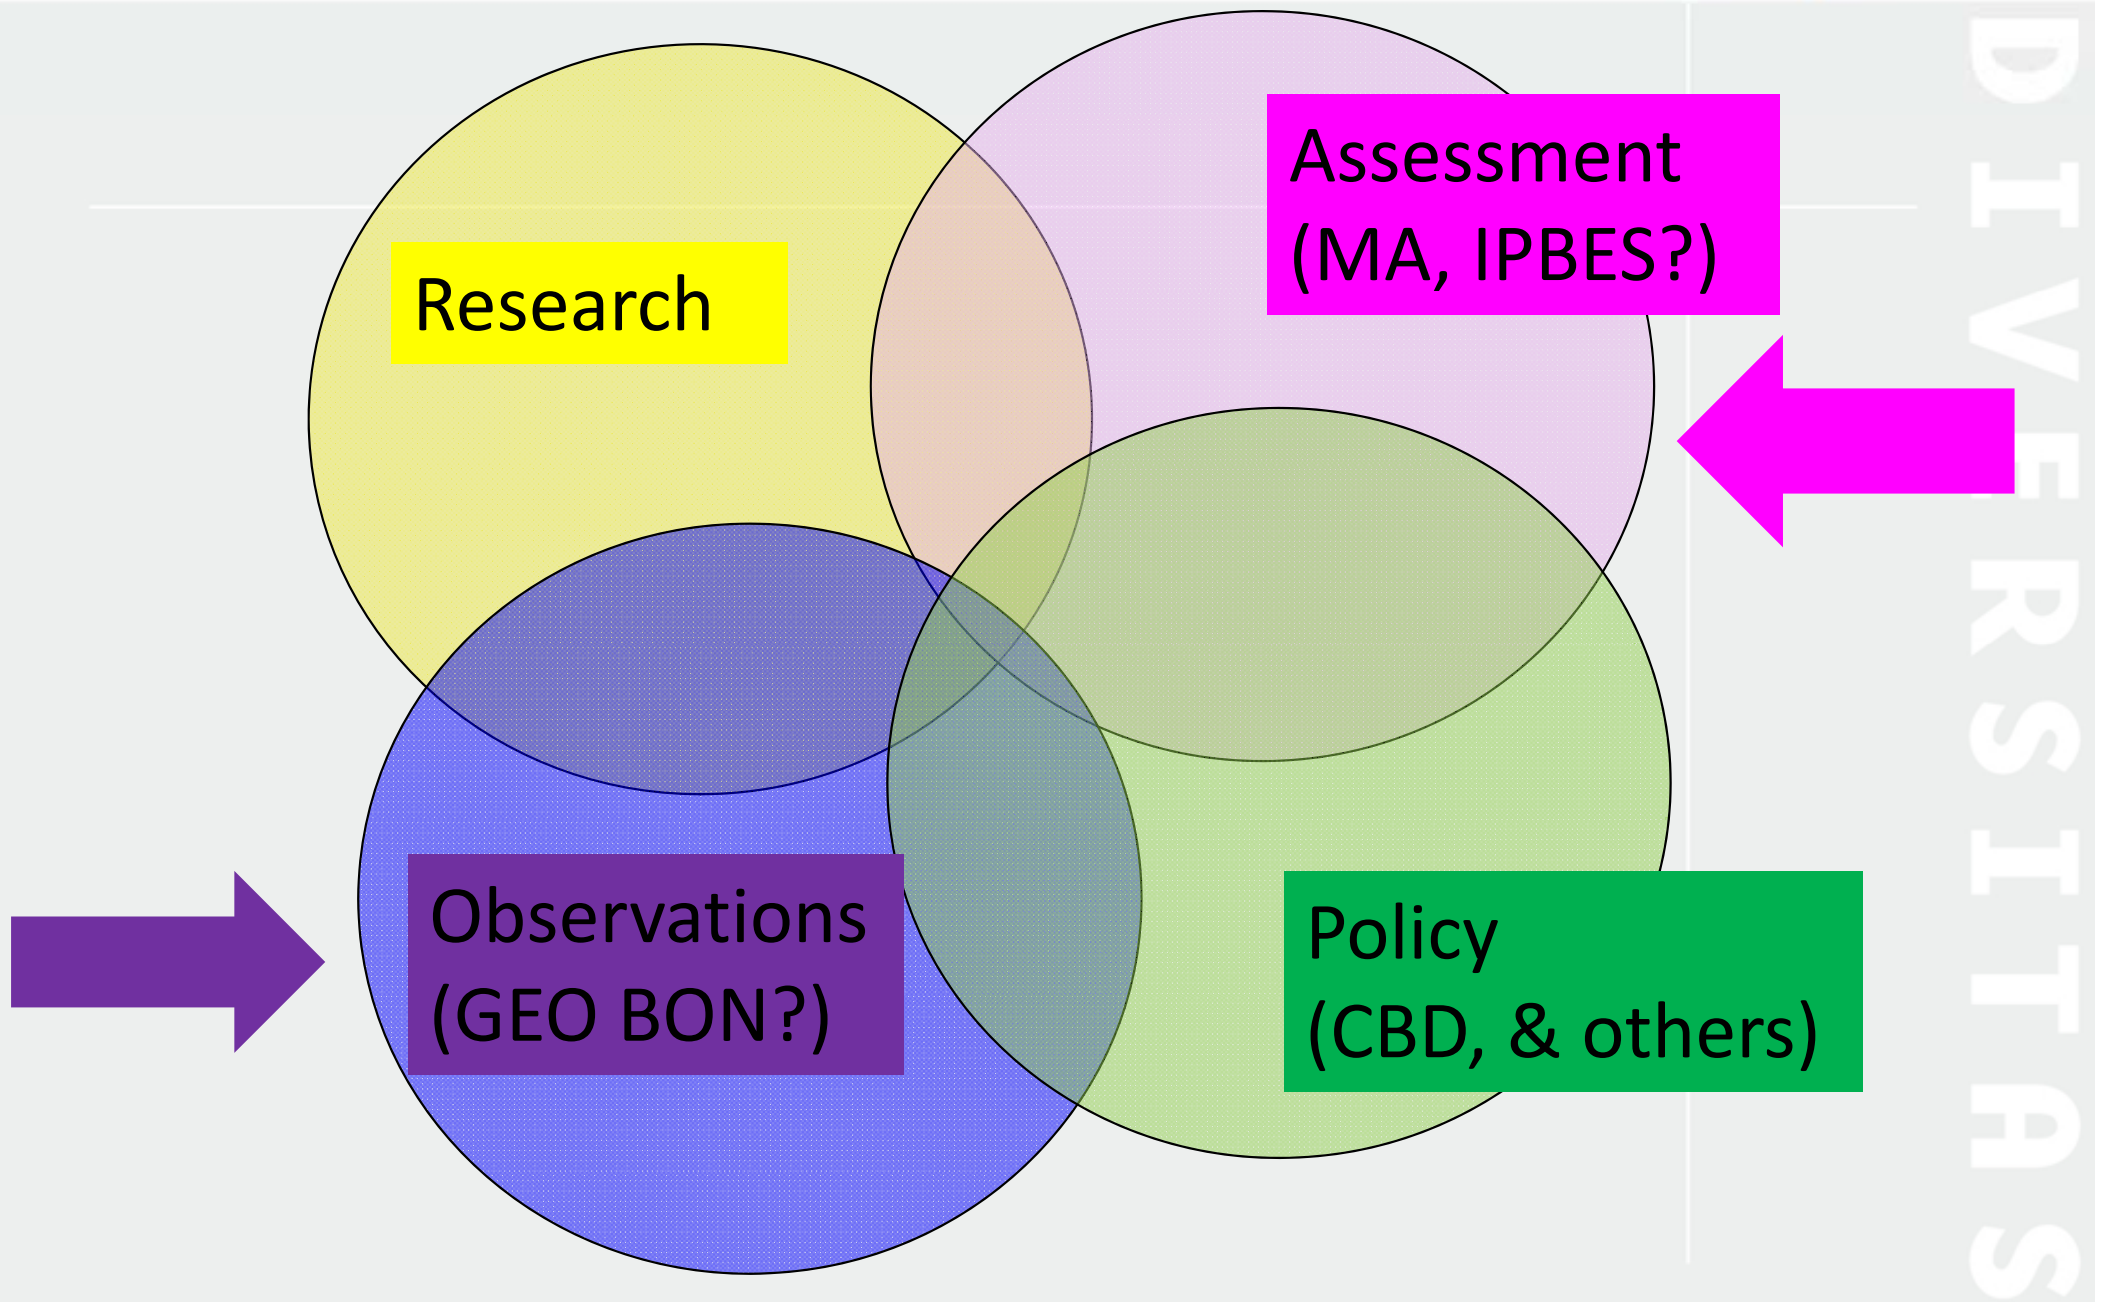 Research
Assessment
(MA, IPBES?)
Observations
(GEO BON?)
Policy
(CBD, & others)
DIVERSITAS